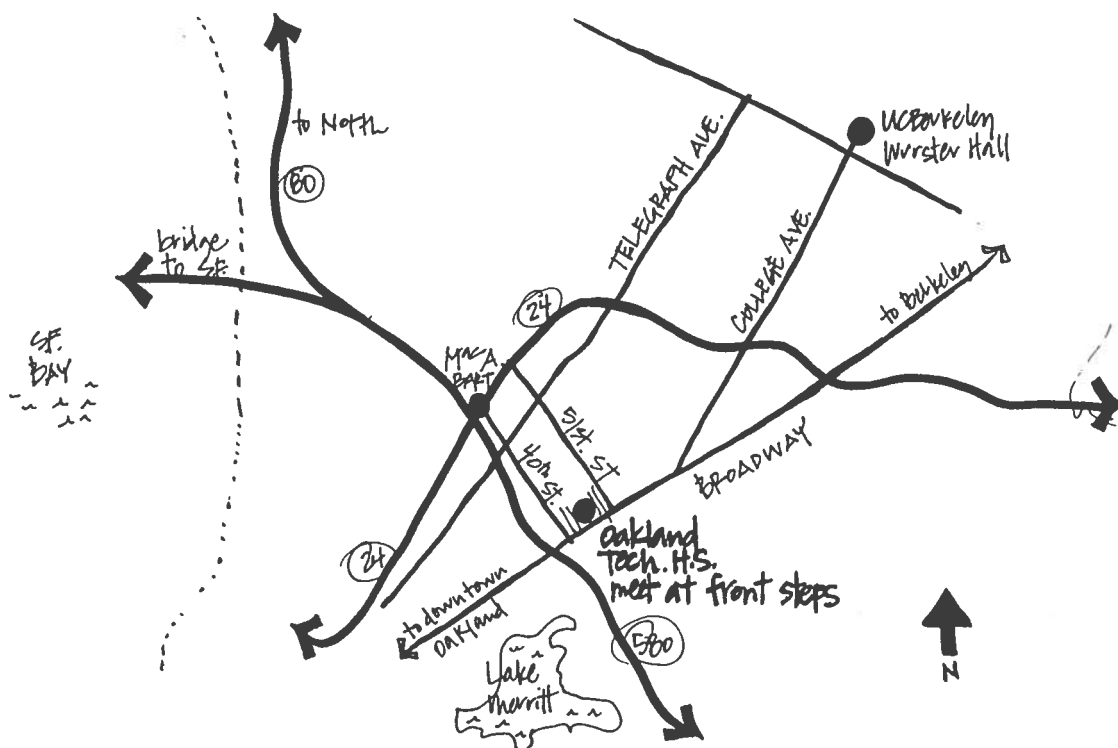 to North
80
bridge
to SF.
S.F.
BAY
TELEGRAPH AVE.
UCBerkeley
Wurster Hall
COLLEGE AVE.
to Berkeley
24
MacA.
BART
51st. ST
40th
St.
BROADWAY
Oakland
Tech. H.S.
meet at front steps
24
to downtown
Oakland
580
Lake
Merritt
N